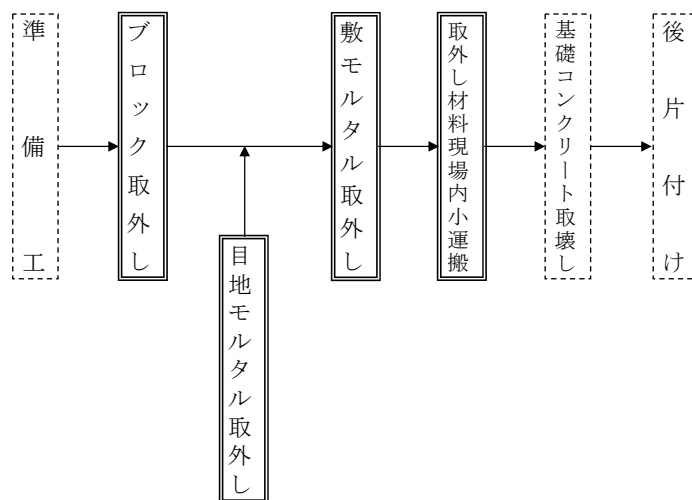 準備工
ブロック取外し
目地モルタル取外し
敷モルタル取外し
取外し材料現場内小運搬
基礎コンクリート取壊し
後片付け